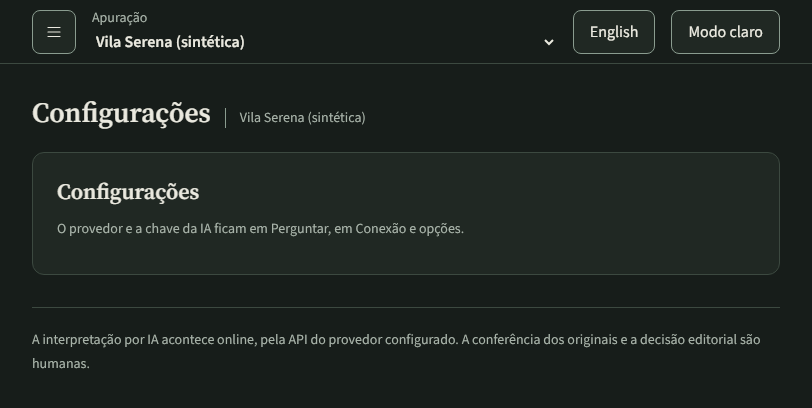 Apuração
Vila Serena (sintética)
English
Modo claro
Configurações
Vila Serena (sintética)
Configurações
O provedor e a chave da IA ficam em Perguntar, em Conexão e opções.
A interpretação por IA acontece online, pela API do provedor configurado. A conferência dos originais e a decisão editorial são
humanas.